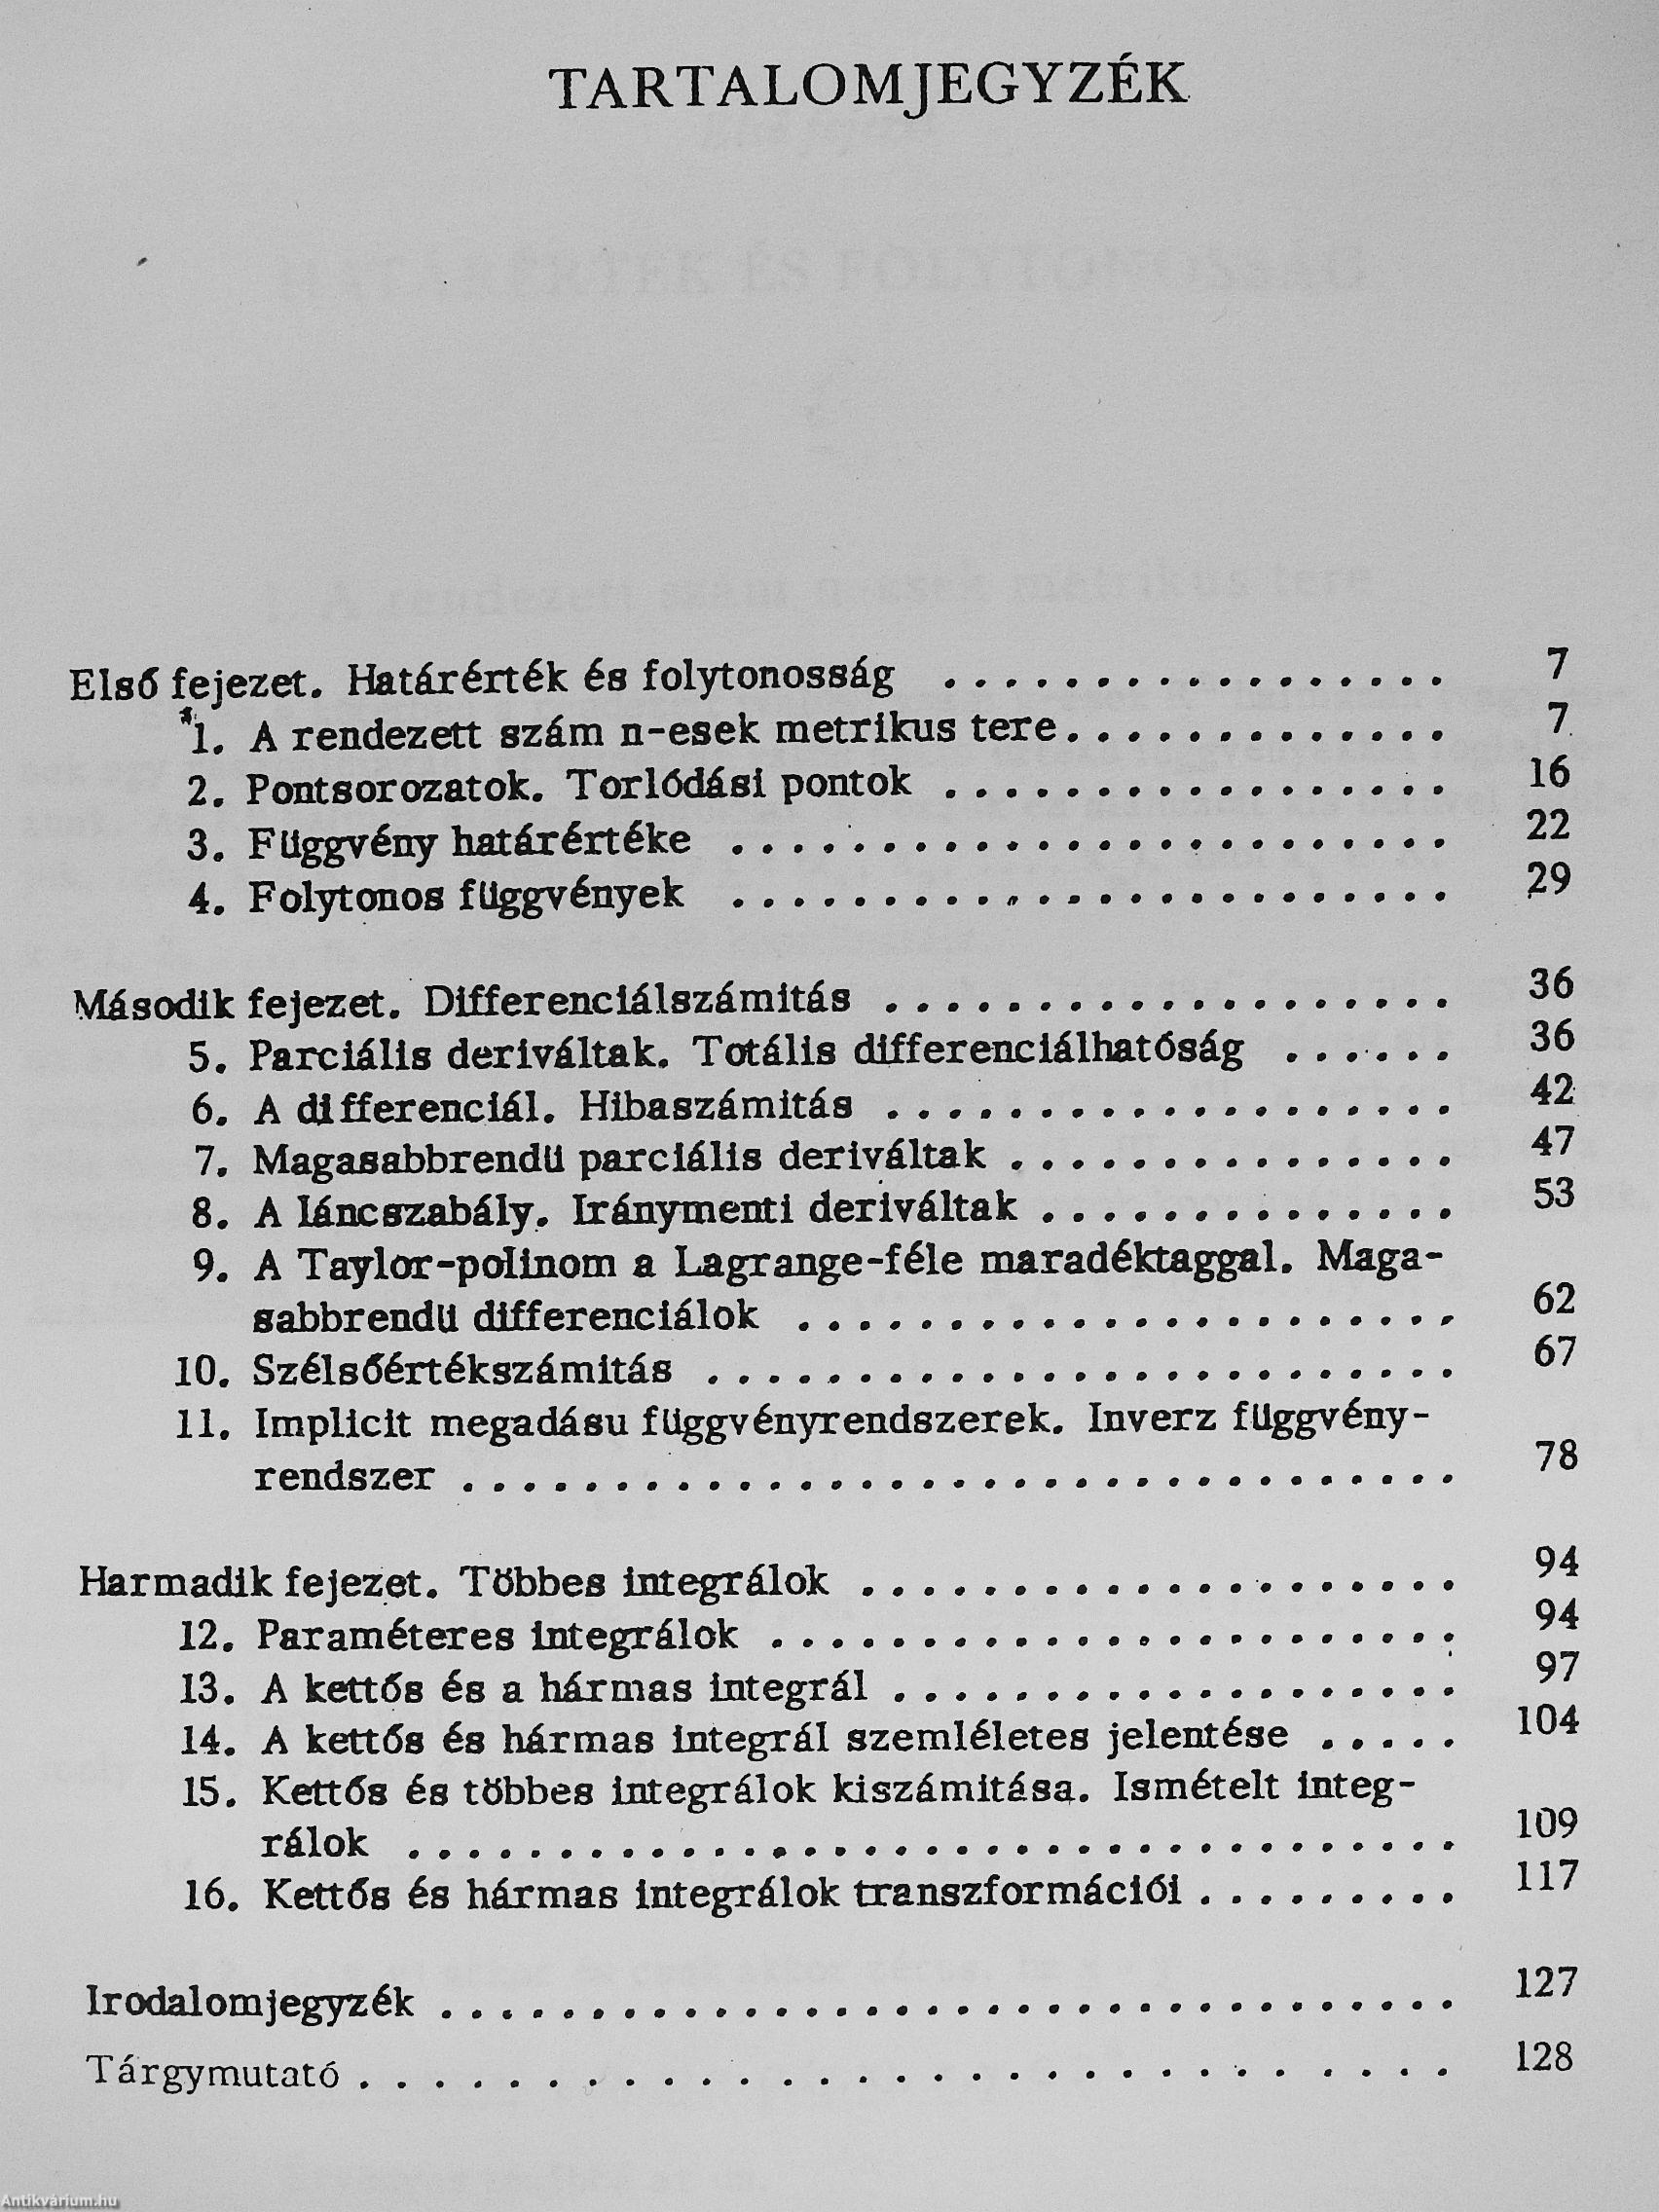 TARTALOMJEGYZÉK
Első fejezet. Határérték és folytonosság . . . . . . . . . . . . . . . . . 7
1. A rendezett szám n-esek metrikus tere . . . . . . . . . . . . . 7
2. Pontsorozatok. Torlódási pontok . . . . . . . . . . . . . . . . . 16
3. Függvény határértéke . . . . . . . . . . . . . . . . . . . . . . . . 22
4. Folytonos függvények . . . . . . . . . . . . . . . . . . . . . . . . 29
Második fejezet. Differenciálszámitás . . . . . . . . . . . . . . . . . . . 36
5. Parciális deriváltak. Totális differenciálhatóság . . . . . . 36
6. A differenciál. Hibaszámitás . . . . . . . . . . . . . . . . . . . 42
7. Magasabbrendü parciális deriváltak . . . . . . . . . . . . . . . 47
8. A láncszabály. Iránymenti deriváltak . . . . . . . . . . . . . . 53
9. A Taylor-polinom a Lagrange-féle maradéktaggal. Maga-
sabbrendü differenciálok . . . . . . . . . . . . . . . . . . . . . . 62
10. Szélsőértékszámitás . . . . . . . . . . . . . . . . . . . . . . . . . 67
11. Implicit megadásu függvényrendszerek. Inverz függvény-
rendszer . . . . . . . . . . . . . . . . . . . . . . . . . . . . . . . . . 78
Harmadik fejezet. Többes integrálok . . . . . . . . . . . . . . . . . . . . 94
12. Paraméteres integrálok . . . . . . . . . . . . . . . . . . . . . . . 94
13. A kettős és a hármas integrál . . . . . . . . . . . . . . . . . . . 97
14. A kettős és hármas integrál szemléletes jelentése . . . . . 104
15. Kettős és többes integrálok kiszámitása. Ismételt integ-
rálok . . . . . . . . . . . . . . . . . . . . . . . . . . . . . . . . . . . 109
16. Kettős és hármas integrálok transzformációi . . . . . . . . . 117
Irodalomjegyzék . . . . . . . . . . . . . . . . . . . . . . . . . . . . . . . . . . 127
Tárgymutató . . . . . . . . . . . . . . . . . . . . . . . . . . . . 128
Antikvárium.hu